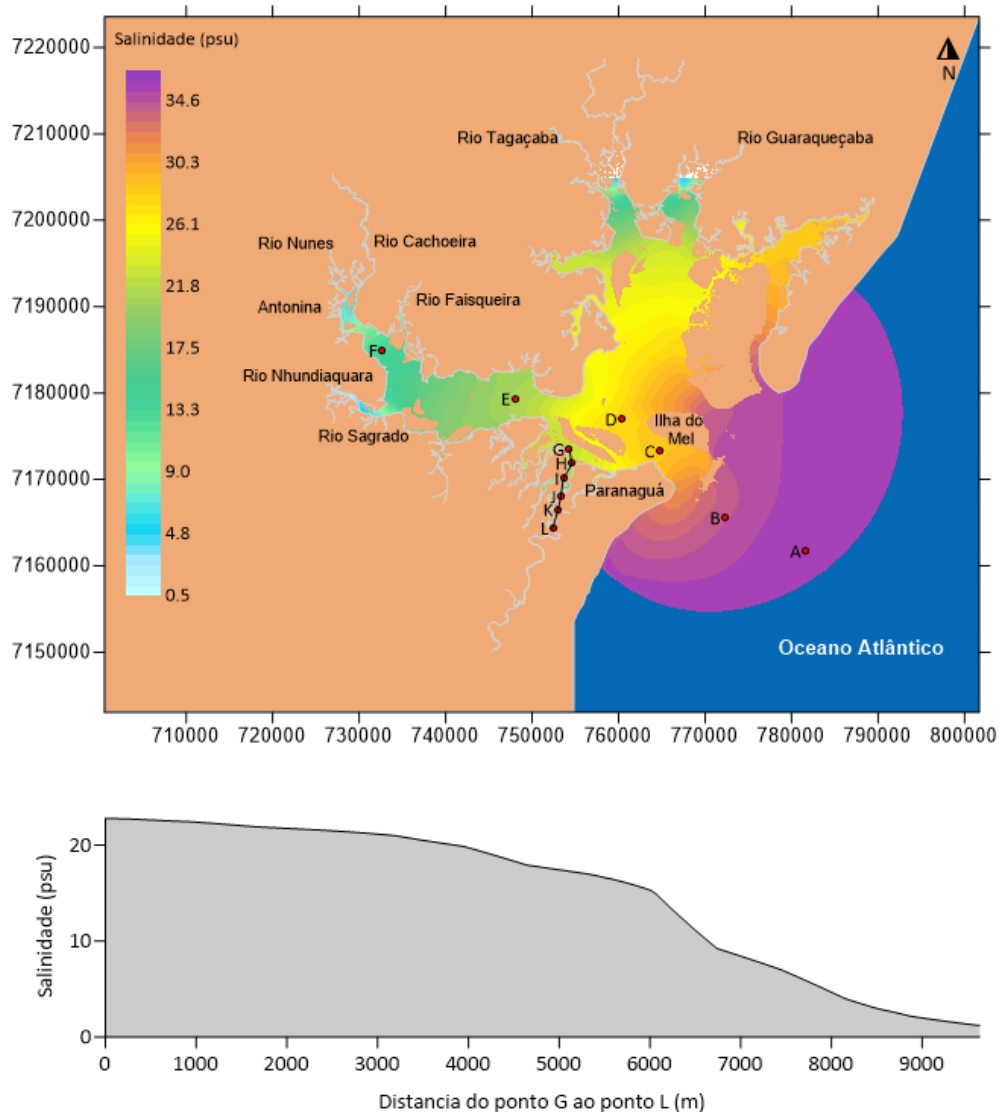 Salinidade (psu)
34.6
30.3
26.1
21.8
17.5
13.3
9.0
4.8
0.5
7220000
7210000
7200000
7190000
7180000
7170000
7160000
7150000
N
Rio Tagaçaba
Rio Guaraqueçaba
Rio Nunes
Rio Cachoeira
Antonina
Rio Faisqueira
F
Rio Nhundiaquara
E
Rio Sagrado
D
Ilha do
Mel
C
G
H
I
Paranaguá
J
K
L
B
A
Oceano Atlântico
710000
720000
730000
740000
750000
760000
770000
780000
790000
800000
Salinidade (psu)
20
10
0
0
1000
2000
3000
4000
5000
6000
7000
8000
9000
Distancia do ponto G ao ponto L (m)